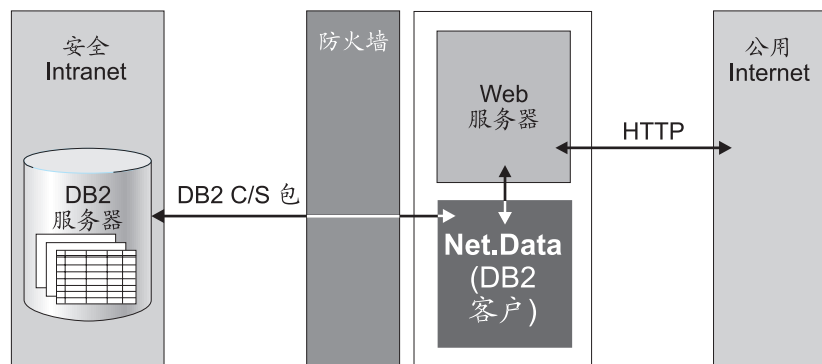 安全
Intranet
DB2
服务器
DB2 C/S 包
防火墙
Web
服务器
Net.Data
(DB2
客户)
HTTP
公用
Internet